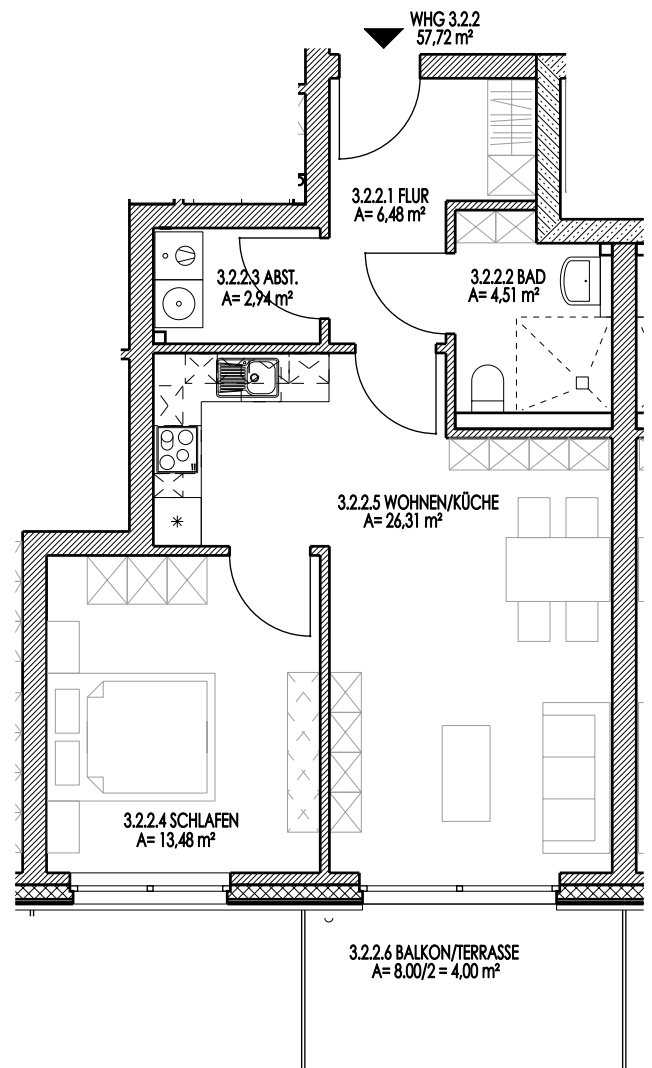 WHG 3.2.2
57,72 m²
3.2.2.1 FLUR
A= 6,48 m²
3.2.2.3 ABST.
A= 2,94 m²
3.2.2.2 BAD
A= 4,51 m²
3.2.2.5 WOHNEN/KÜCHE
A= 26,31 m²
3.2.2.4 SCHLAFEN
A= 13,48 m²
3.2.2.6 BALKON/TERRASSE
A= 8.00/2 = 4,00 m²